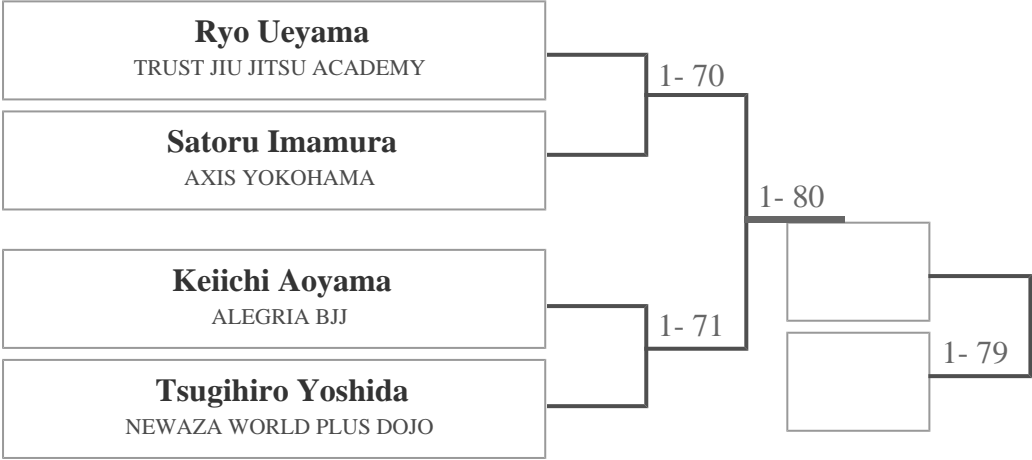 Ryo Ueyama
TRUST JIU JITSU ACADEMY
1- 70
Satoru Imamura
AXIS YOKOHAMA
1- 80
Keiichi Aoyama
ALEGRIA BJJ
1- 71
1- 79
Tsugihiro Yoshida
NEWAZA WORLD PLUS DOJO